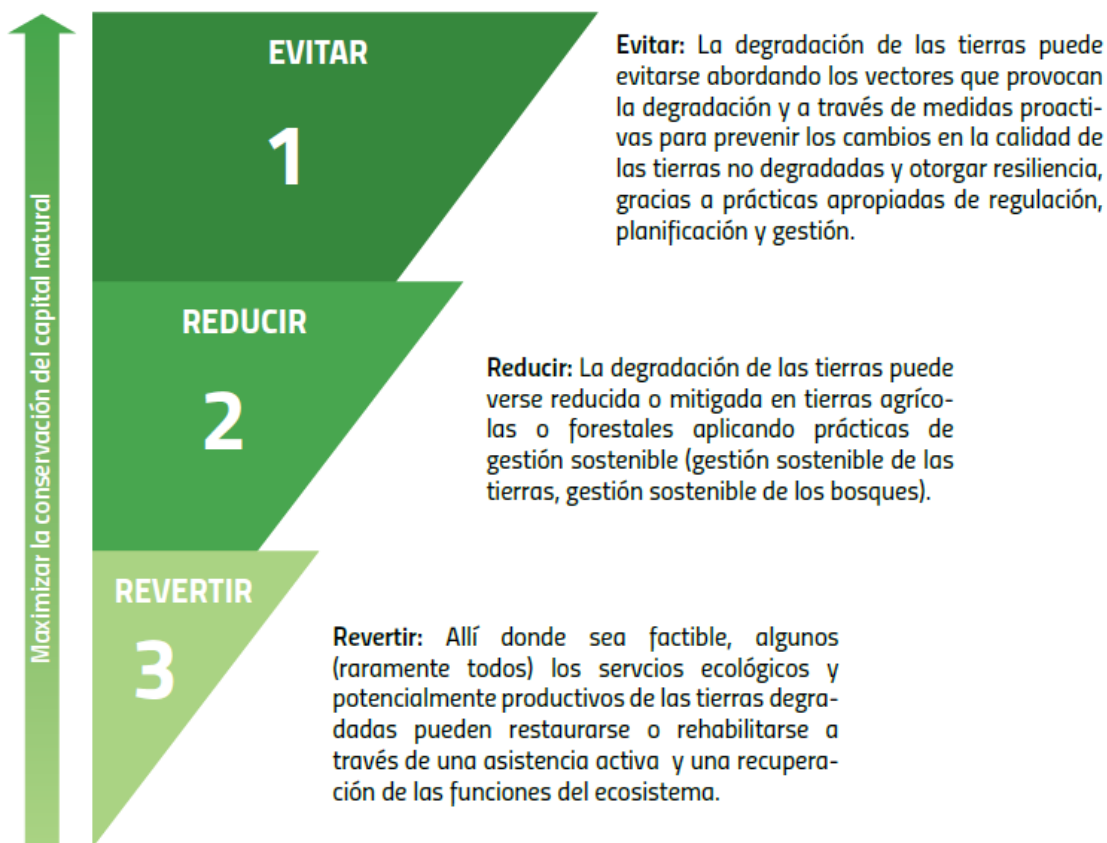 Maximizar la conservación del capital natural
EVITAR
1
Evitar: La degradación de las tierras puede
evitarse abordando los vectores que provocan
la degradación y a través de medidas proacti-
vas para prevenir los cambios en la calidad de
las tierras no degradadas y otorgar resiliencia,
gracias a prácticas apropiadas de regulación,
planificación y gestión.
REDUCIR
2
Reducir: La degradación de las tierras puede
verse reducida o mitigada en tierras agríco-
las o forestales aplicando prácticas de
gestión sostenible (gestión sostenible de las
tierras, gestión sostenible de los bosques).
REVERTIR
3
Revertir: Allí donde sea factible, algunos
(raramente todos) los servcios ecológicos y
potencialmente productivos de las tierras degra-
dadas pueden restaurarse o rehabilitarse a
través de una asistencia activa y una recupera-
ción de las funciones del ecosistema.